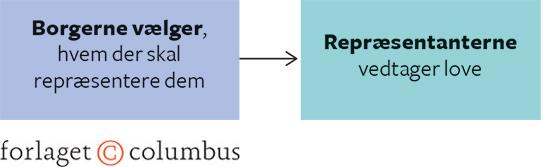 Borgerne vælger,
hvem der skal
repræsentere dem
Repræsentanterne
vedtager love
forlaget © columbus